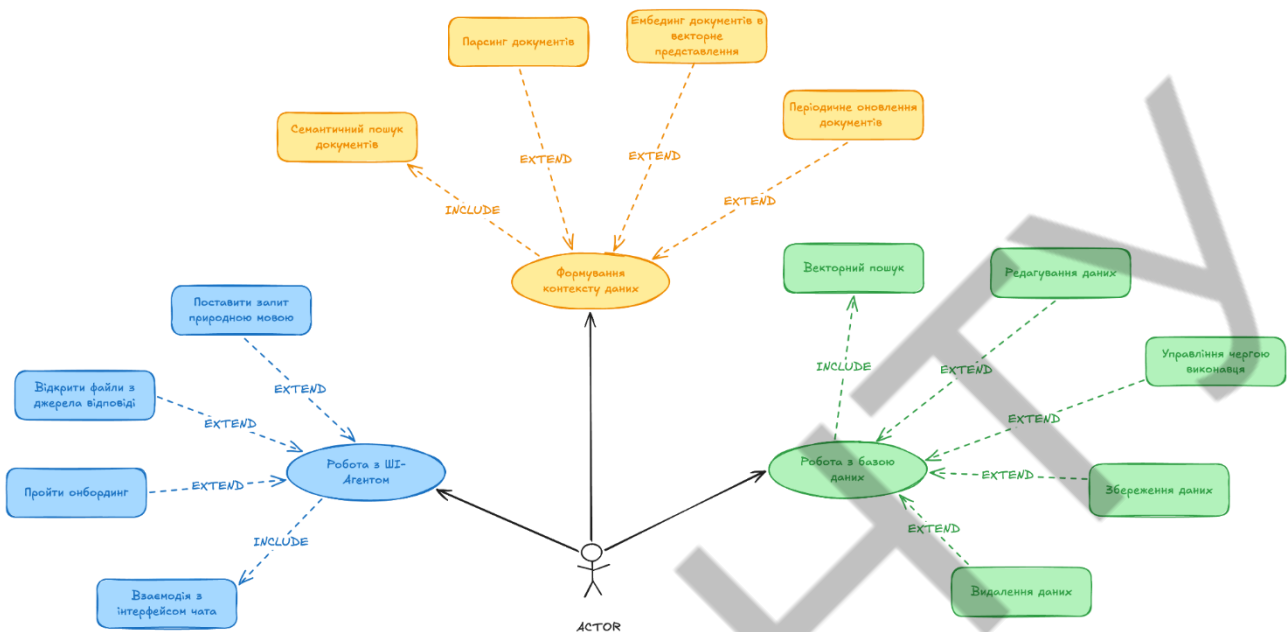 Ембединг документів в
векторне
представлення
Парсинг документів
Періодичне оновлення
документів
Семантичний пошук
документів
EXTEND
EXTEND
EXTEND
INCLUDE
Формування
контексту даних
Векторний пошук
Редагування даних
Поставити запит
природною мовою
Управління чергою
виконавця
INCLUDE
EXTEND
EXTEND
Відкрити файли з
джерела відповіді
EXTEND
EXTEND
Робота з ШІ-
Агентом
Робота з базою
даних
Пройти онбординг
EXTEND
EXTEND
Збереження даних
INCLUDE
EXTEND
Взаємодія з
інтерфейсом чата
Видалення даних
ACTOR